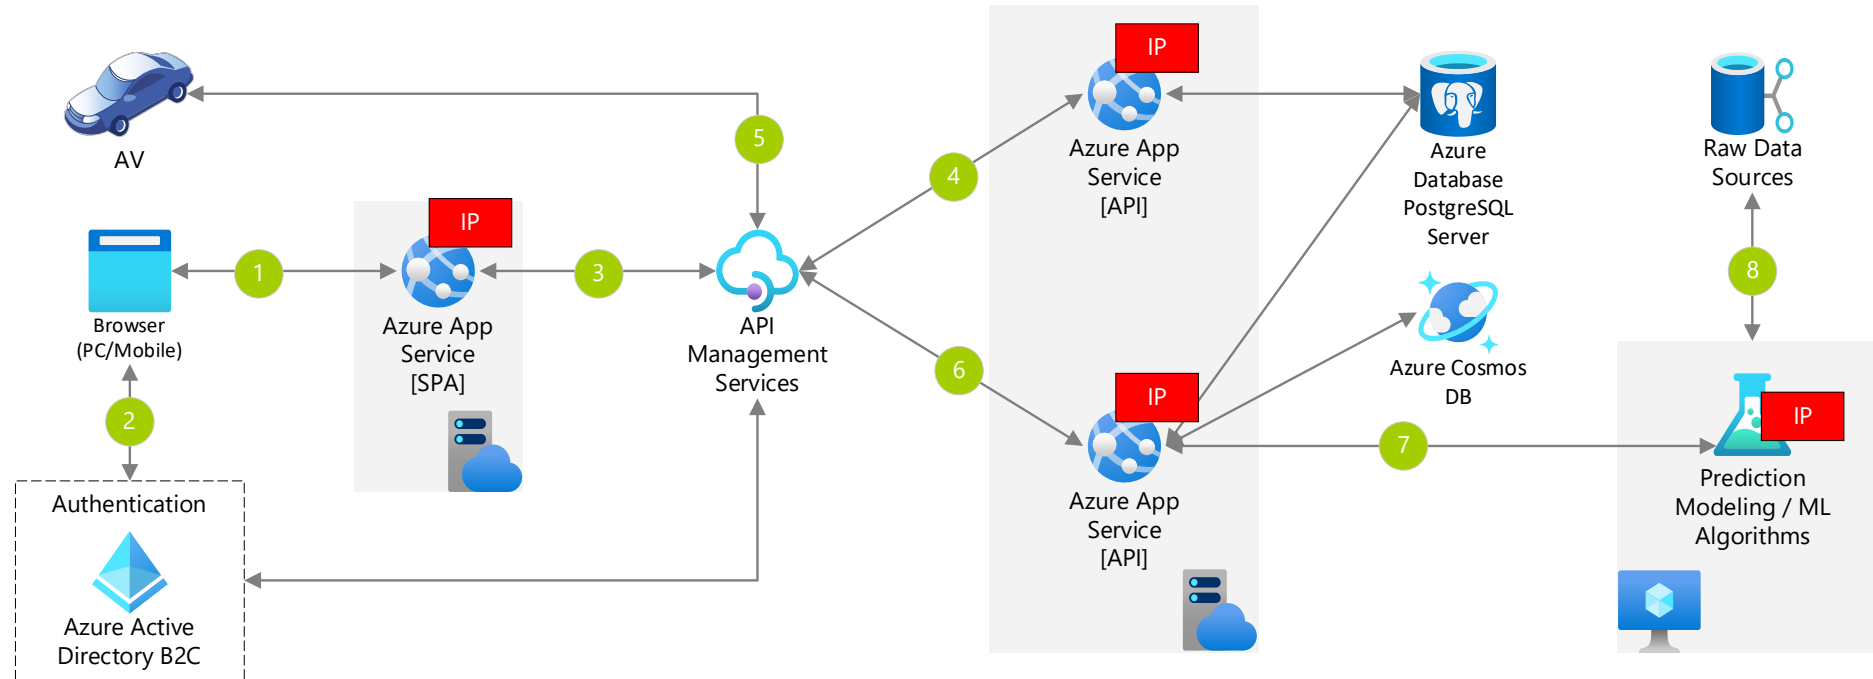 IP
5
AV
4
Azure App
Service
[API]
Azure
Database
PostgreSQL
Server
Raw Data
Sources
IP
1
3
8
Browser
(PC/Mobile)
Azure App
Service
[SPA]
API
Management
Services
6
Azure Cosmos
DB
IP
IP
2
7
Authentication
Azure App
Service
[API]
Prediction
Modeling / ML
Algorithms
Azure Active
Directory B2C